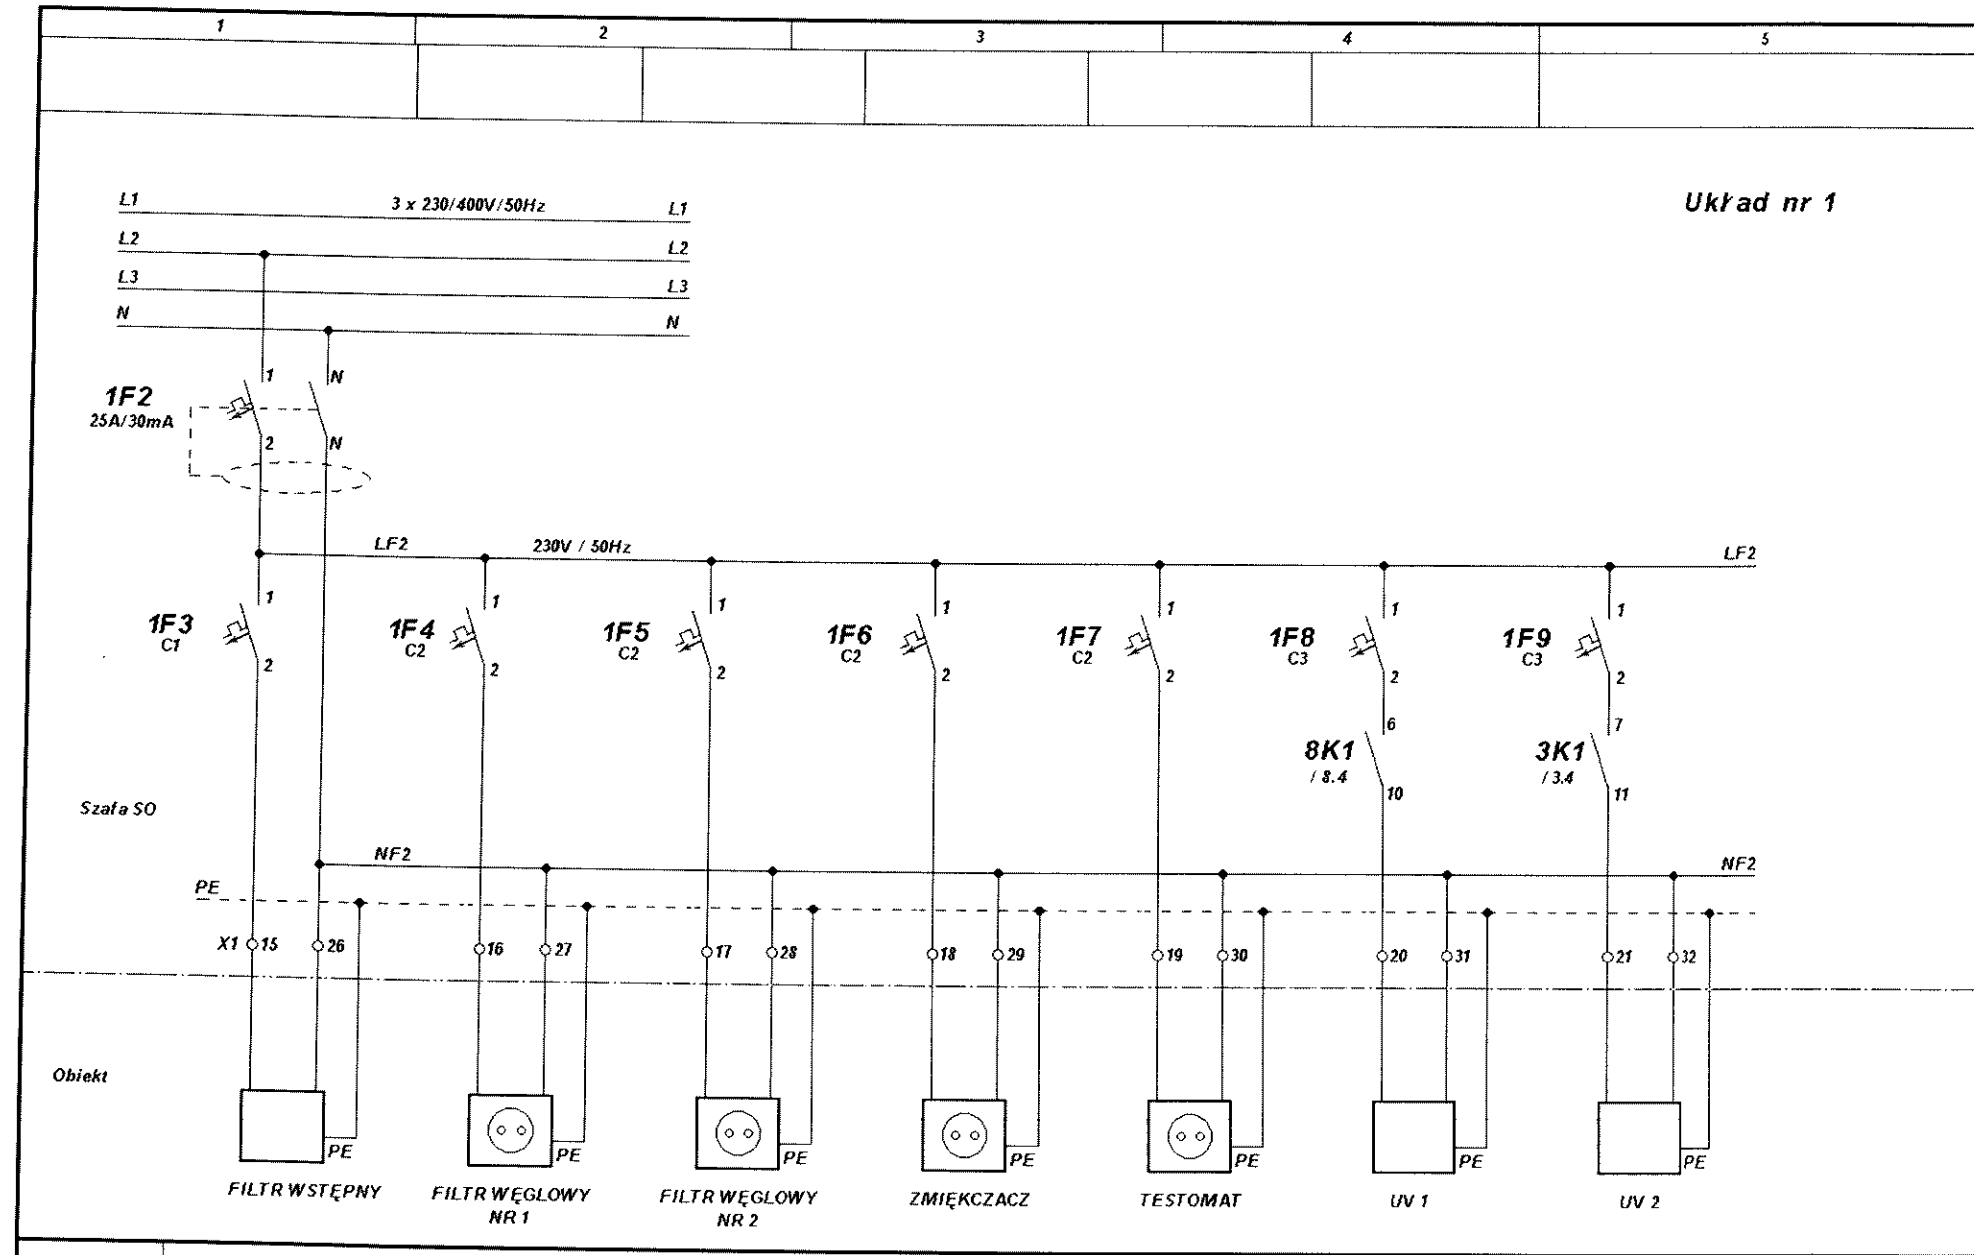 1 2 3 4 5
Układ nr 1
L1 3 x 230/400V/50Hz L1
L2 L2
L3 L3
N N
1 N
1F2
25A/30mA
2 N
LF2 230V / 50Hz LF2
1 1 1 1 1 1 1
1F3 1F4 1F5 1F6 1F7 1F8 1F9
C1 C2 C2 C2 C2 C3 C3
2 2 2 2 2 2 2
6 7
8K1 3K1
/ 8.4 / 3.4
10 11
Szafa SO
NF2 NF2
PE
X1 15 26 16 27 17 28 18 29 19 30 20 31 21 32
Obiekt
PE PE PE PE PE PE PE
FILTR WSTĘPNY
FILTR WĘGLOWY
NR 1
FILTR WĘGLOWY
NR 2
ZMIĘKCZACZ
TESTOMAT
UV 1
UV 2